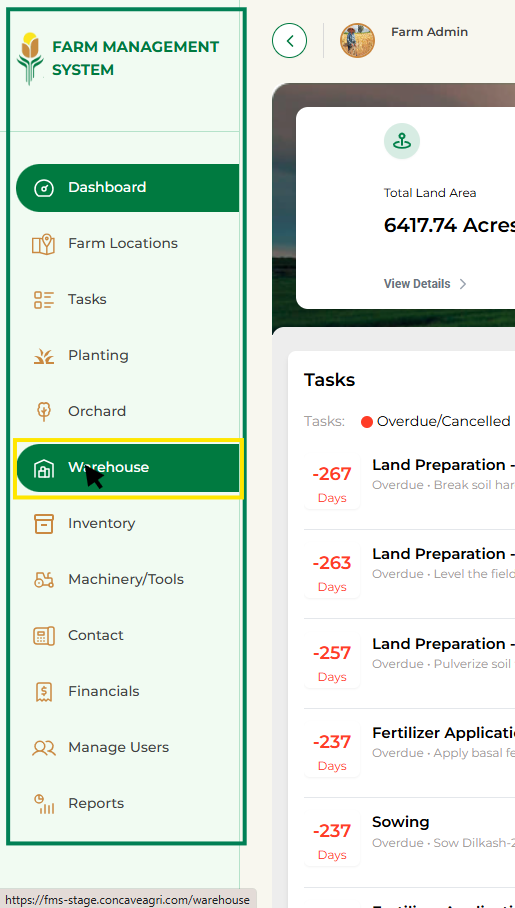 FARM MANAGEMENT
SYSTEM
Dashboard
Farm Locations
Tasks
Planting
Orchard
Warehouse
Inventory
Machinery/Tools
Contact
Financials
Manage Users
Reports
Farm Admin
Total Land Area
6417.74 Acres
View Details
Tasks
Tasks: Overdue/Cancelled
-267 Days
Land Preparation -
Overdue • Break soil har
-263 Days
Land Preparation -
Overdue • Level the field
-257 Days
Land Preparation -
Overdue • Pulverize soil
-237 Days
Fertilizer Applicati
Overdue • Apply basal fe
-237 Days
Sowing
Overdue • Sow Dilkash-2
https://fms-stage.concaveagri.com/warehouse